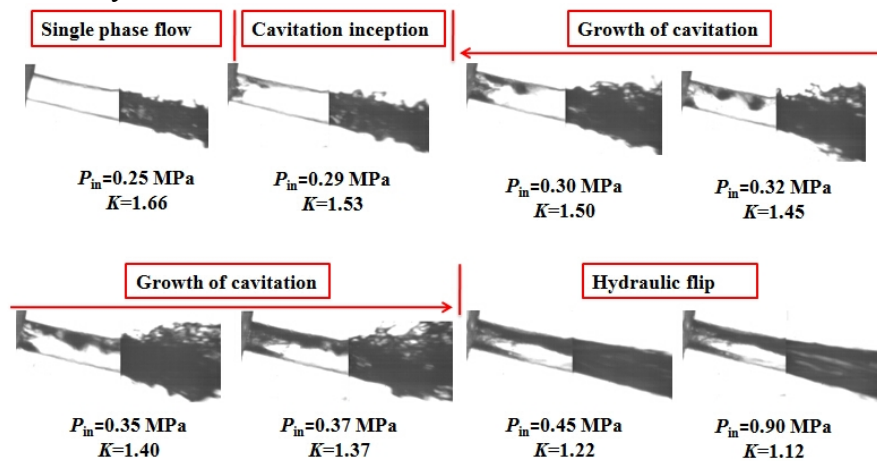 Single phase flow
Cavitation inception
Growth of cavitation
Pin=0.25 MPa
K=1.66
Pin=0.29 MPa
K=1.53
Pin=0.30 MPa
K=1.50
Pin=0.32 MPa
K=1.45
Growth of cavitation
Hydraulic flip
Pin=0.35 MPa
K=1.40
Pin=0.37 MPa
K=1.37
Pin=0.45 MPa
K=1.22
Pin=0.90 MPa
K=1.12